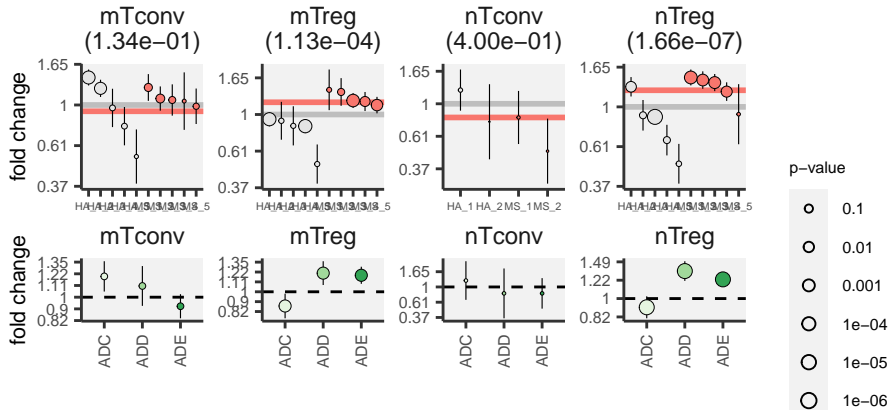 mTconv
(1.34e−01)
mTreg
(1.13e−04)
nTconv
(4.00e−01)
nTreg
(1.66e−07)
fold change
1.65
1
0.61
0.37
1.65
1
0.61
0.37
1.65
1
0.61
0.37
1.65
1
0.61
0.37
HA_1
HA_2
MS_1
MS_2
mTconv
mTreg
nTconv
nTreg
fold change
1.35
1.22
1.11
1
0.9
0.82
1.35
1.22
1.11
1
0.9
0.82
1.65
1
0.61
0.37
1.49
1.22
1
0.82
ADC
ADD
ADE
ADC
ADD
ADE
ADC
ADD
ADE
ADC
ADD
ADE
p−value
0.1
0.01
0.001
1e−04
1e−05
1e−06